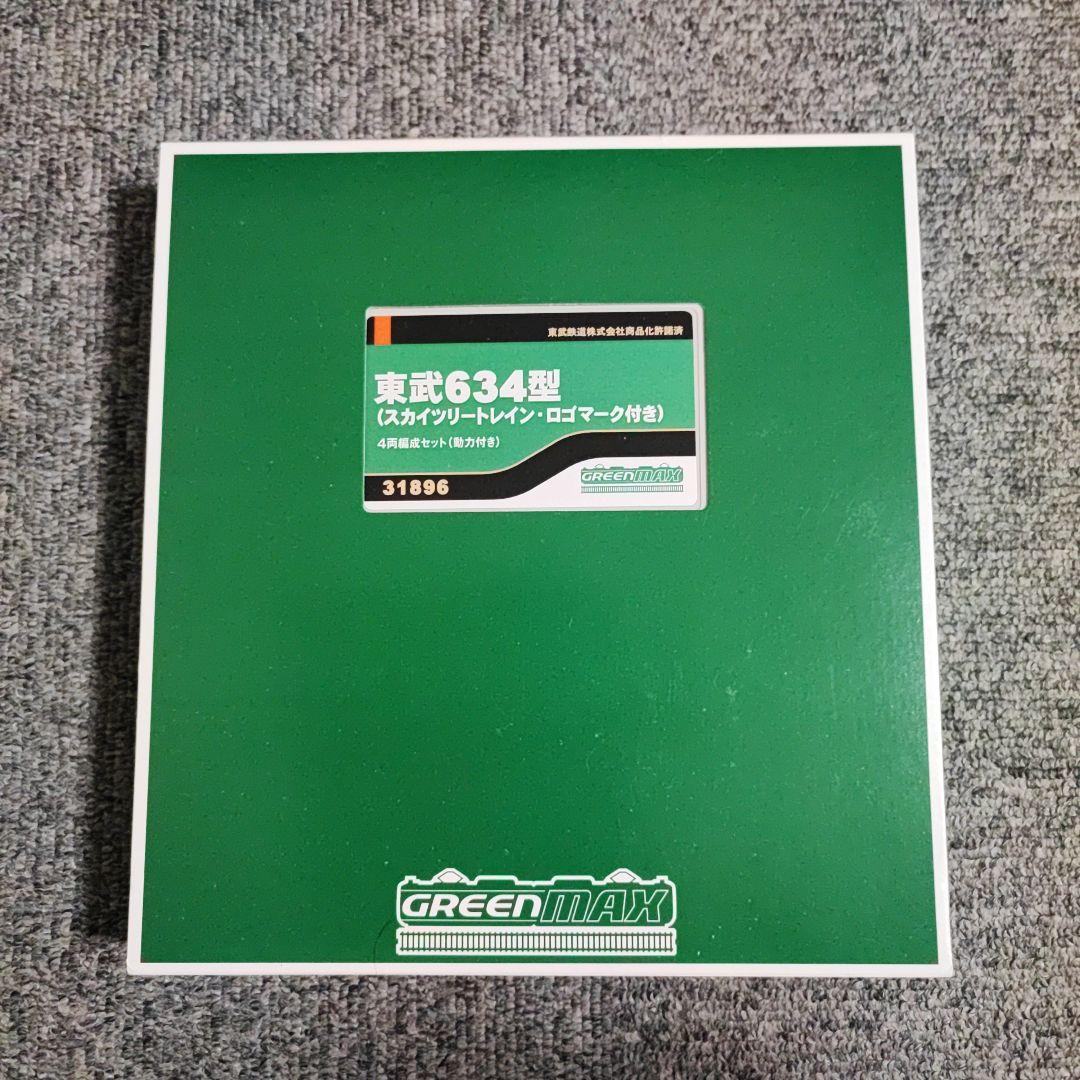 東武鉄道株式会社商品化許諾済
東武634型
(スカイツリートレイン・ロゴマーク付き)
4両編成セット(動力付き)
31896
GREENMAX
GREENMAX